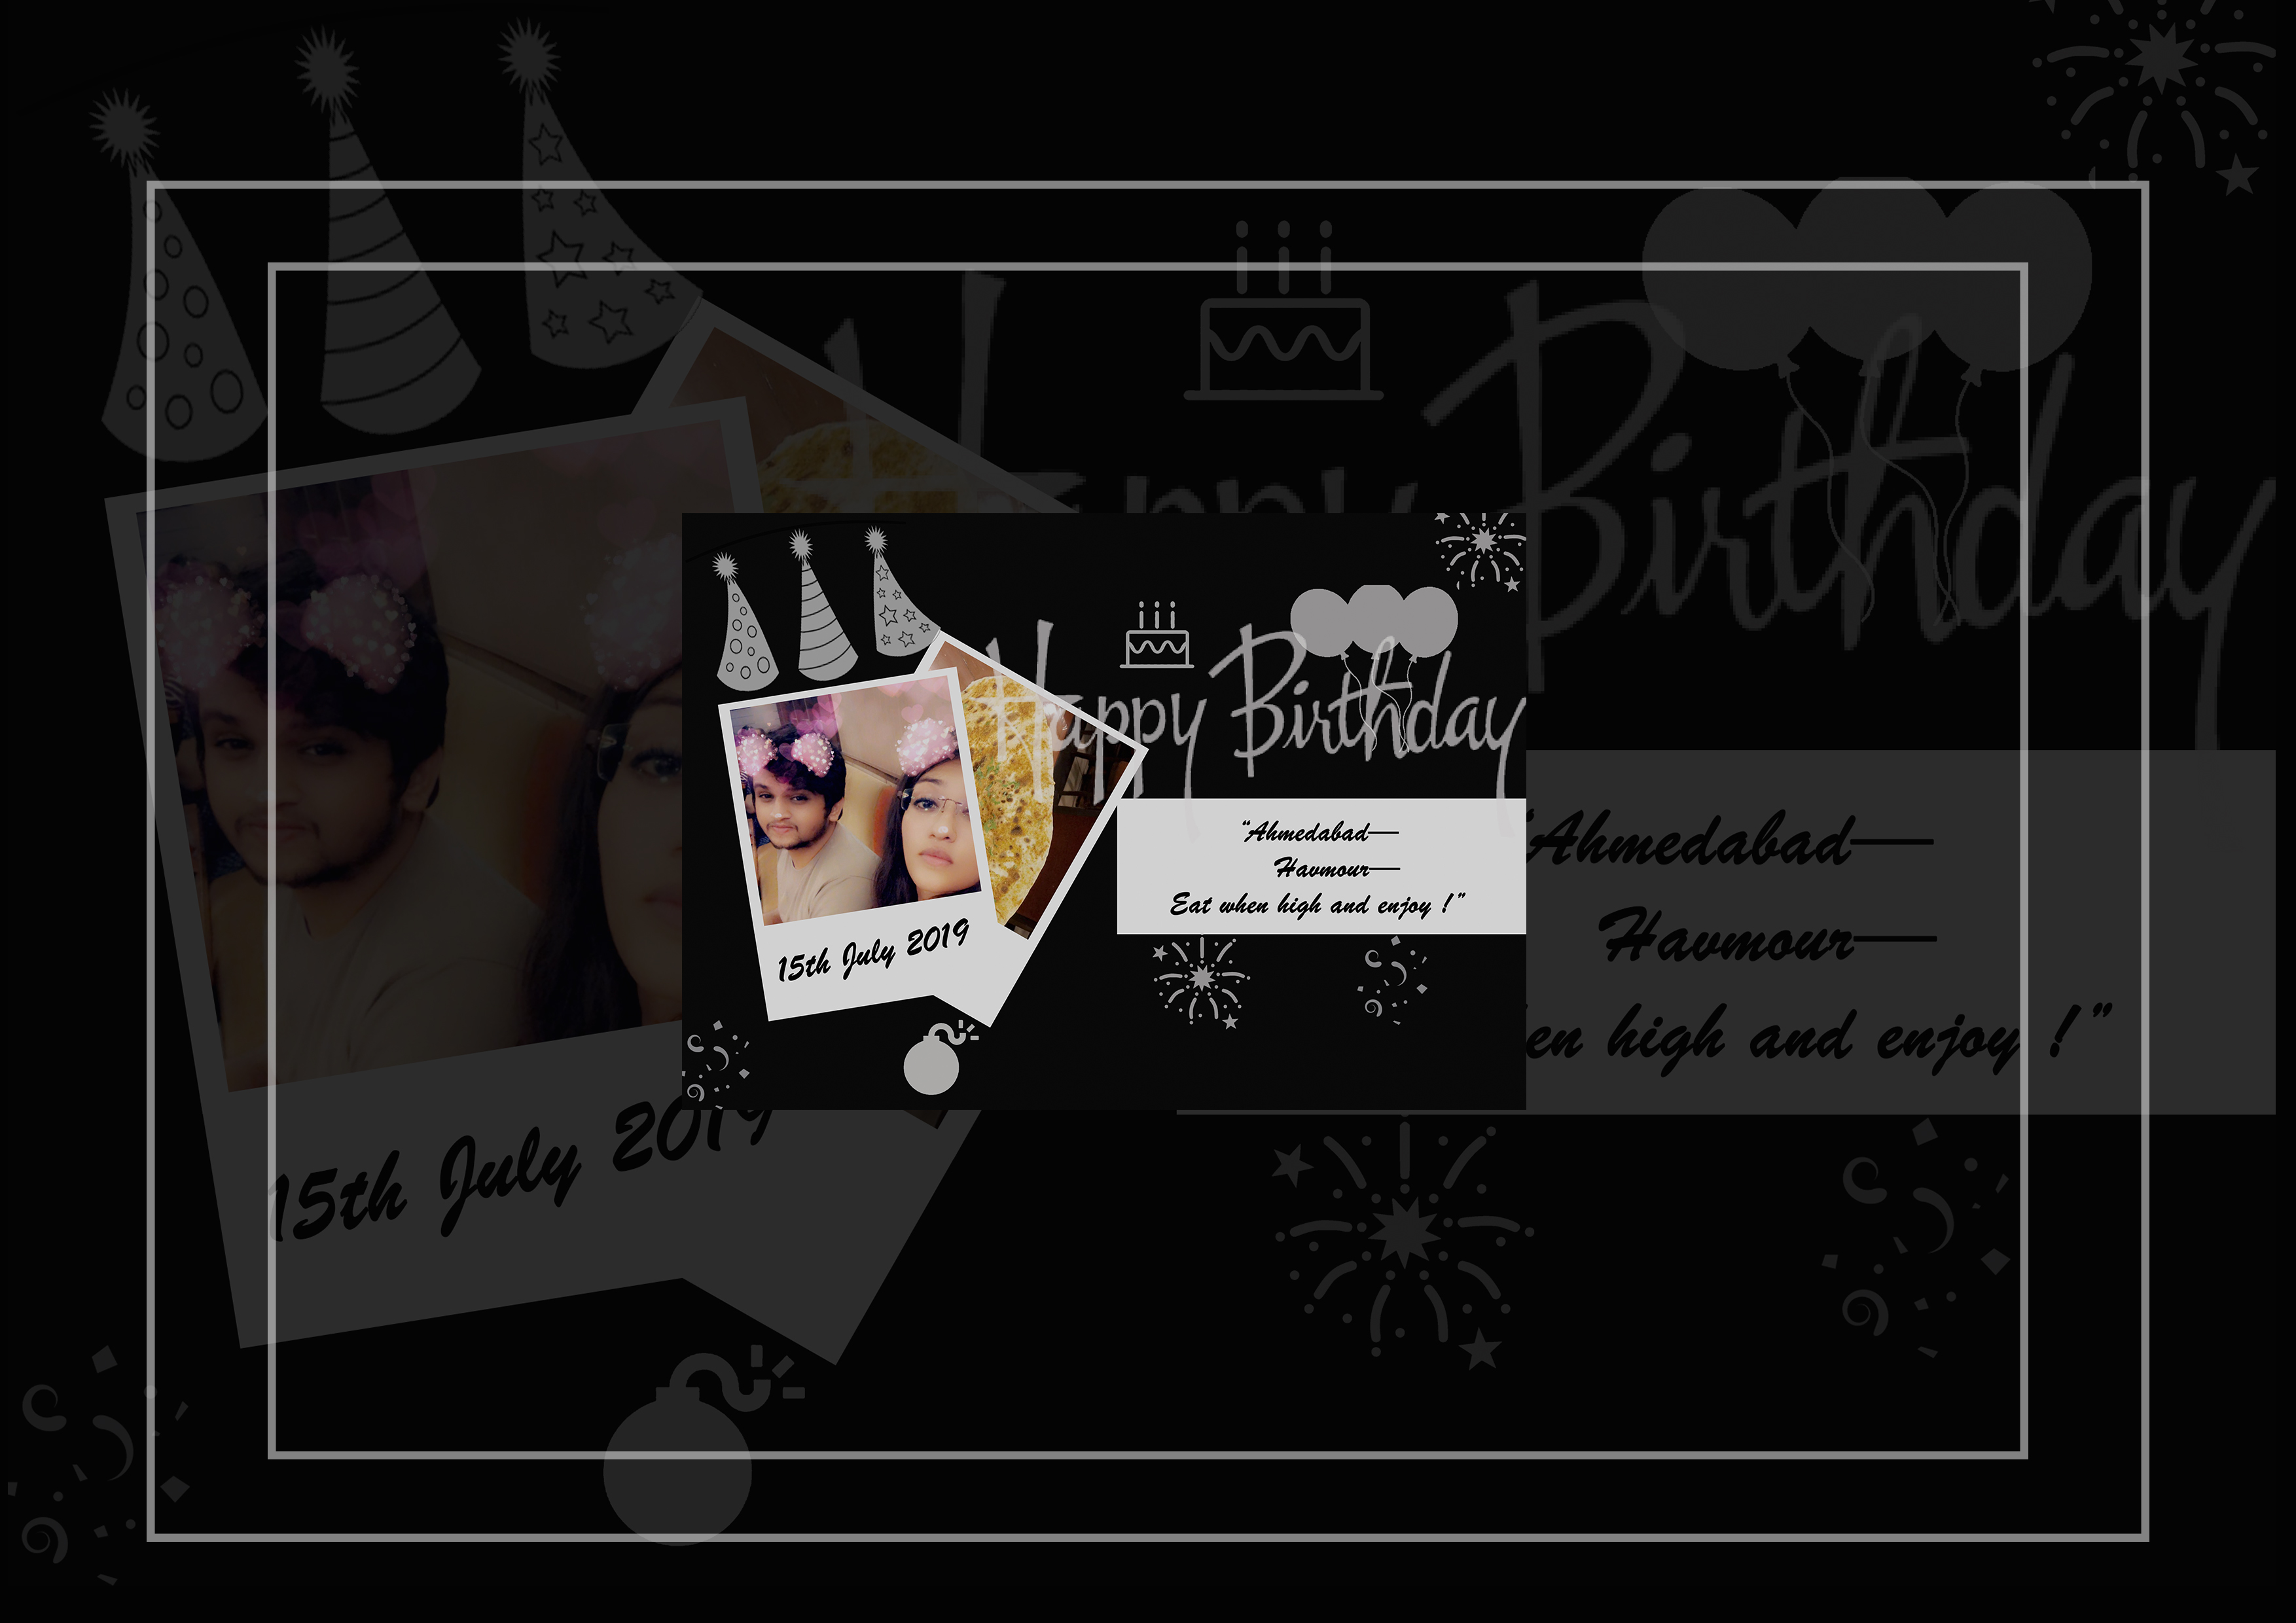 Happy Birthday
"Ahmedabad—
Havmour—
Eat when high and enjoy !"
15th July 2019
Happy Birthday
"Ahmedabad—
Havmour—
en high and enjoy !"
15th July 2019